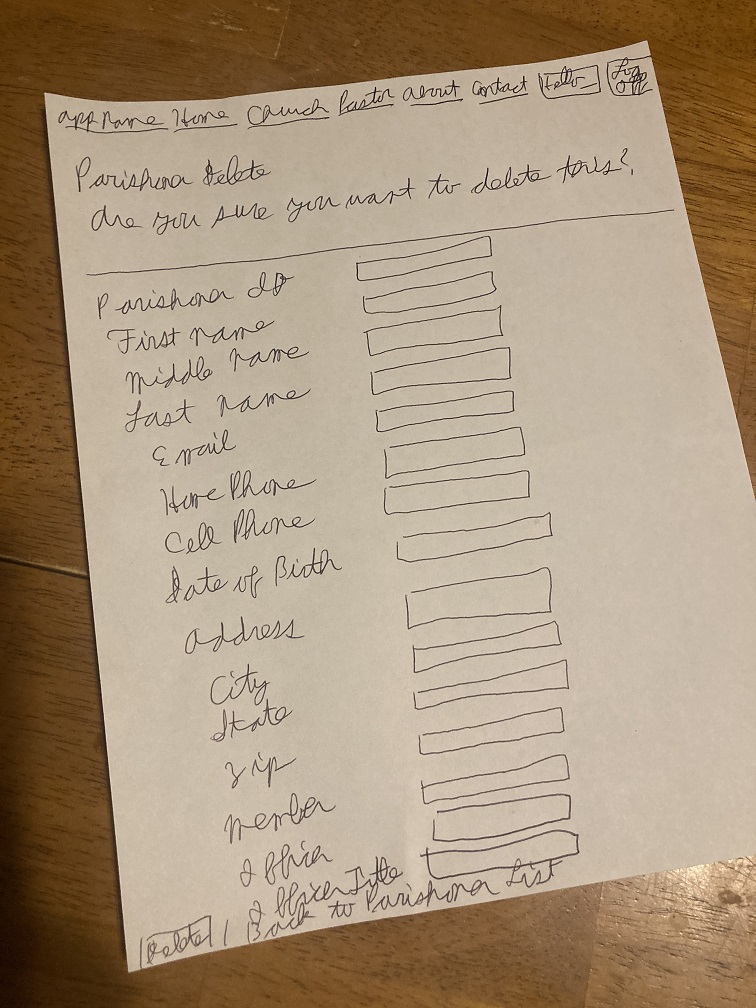 App Name Home Church Pastor About Contact Hello Log Off
Parishoner Delete
Are you sure you want to delete this?
Parishoner ID
First Name
Middle Name
Last Name
Email
Home Phone
Cell Phone
Date of Birth
Address
City
State
Zip
Member
Officer
Officer Title
Delete | Back to Parishoner List